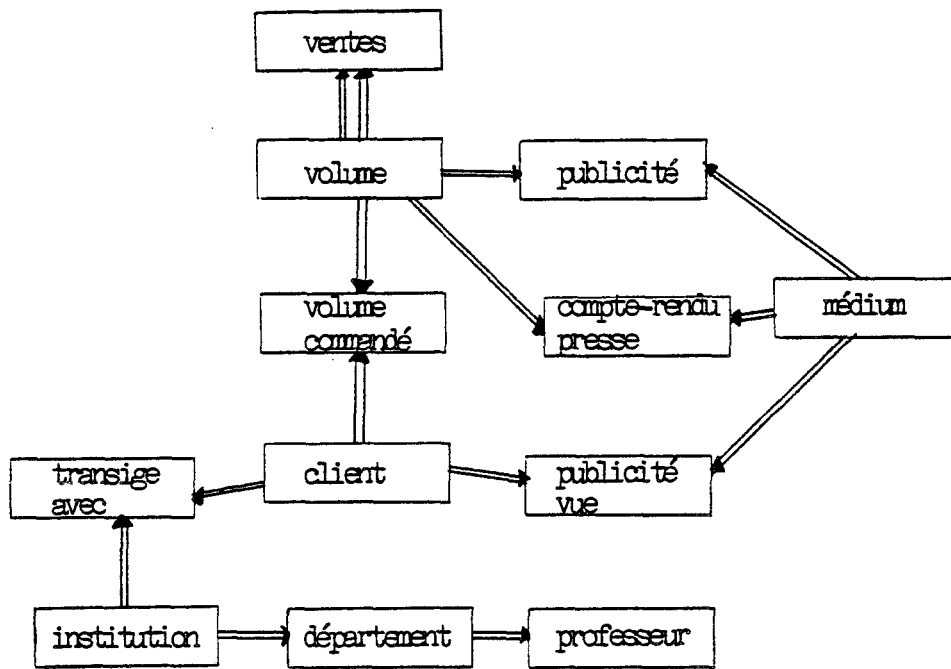 ventes
volume
publicité
volume
commandé
compte-rendu
presse
médium
transige
avec
client
publicité
vue
institution
département
professeur